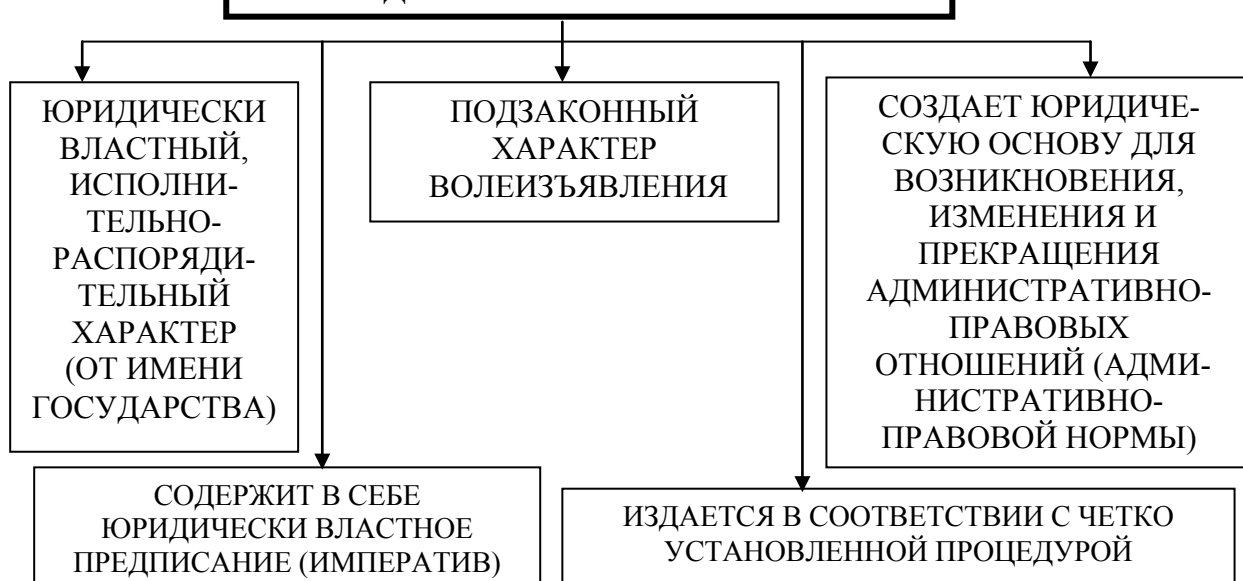 ЮРИДИЧЕСКИ
ВЛАСТНЫЙ,
ИСПОЛНИ-
ТЕЛЬНО-
РАСПОРЯДИ-
ТЕЛЬНЫЙ
ХАРАКТЕР
(ОТ ИМЕНИ
ГОСУДАРСТВА)
ПОДЗАКОННЫЙ
ХАРАКТЕР
ВОЛЕИЗЪЯВЛЕНИЯ
СОЗДАЕТ ЮРИДИЧЕ-
СКУЮ ОСНОВУ ДЛЯ
ВОЗНИКНОВЕНИЯ,
ИЗМЕНЕНИЯ И
ПРЕКРАЩЕНИЯ
АДМИНИСТРАТИВНО-
ПРАВОВЫХ
ОТНОШЕНИЙ (АДМИ-
НИСТРАТИВНО-
ПРАВОВОЙ НОРМЫ)
СОДЕРЖИТ В СЕБЕ
ЮРИДИЧЕСКИ ВЛАСТНОЕ
ПРЕДПИСАНИЕ (ИМПЕРАТИВ)
ИЗДАЕТСЯ В СООТВЕТСТВИИ С ЧЕТКО
УСТАНОВЛЕННОЙ ПРОЦЕДУРОЙ